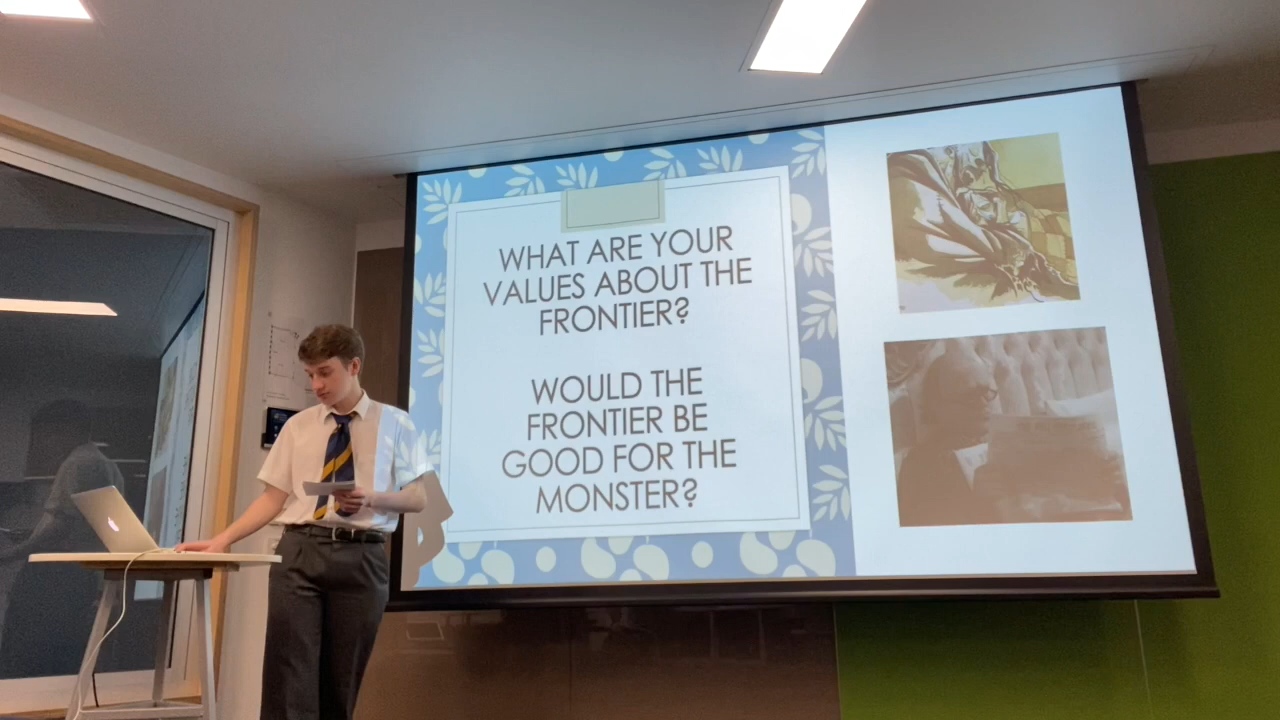 WHAT ARE YOUR
VALUES ABOUT THE
FRONTIER?
WOULD THE
FRONTIER BE
GOOD FOR THE
MONSTER?